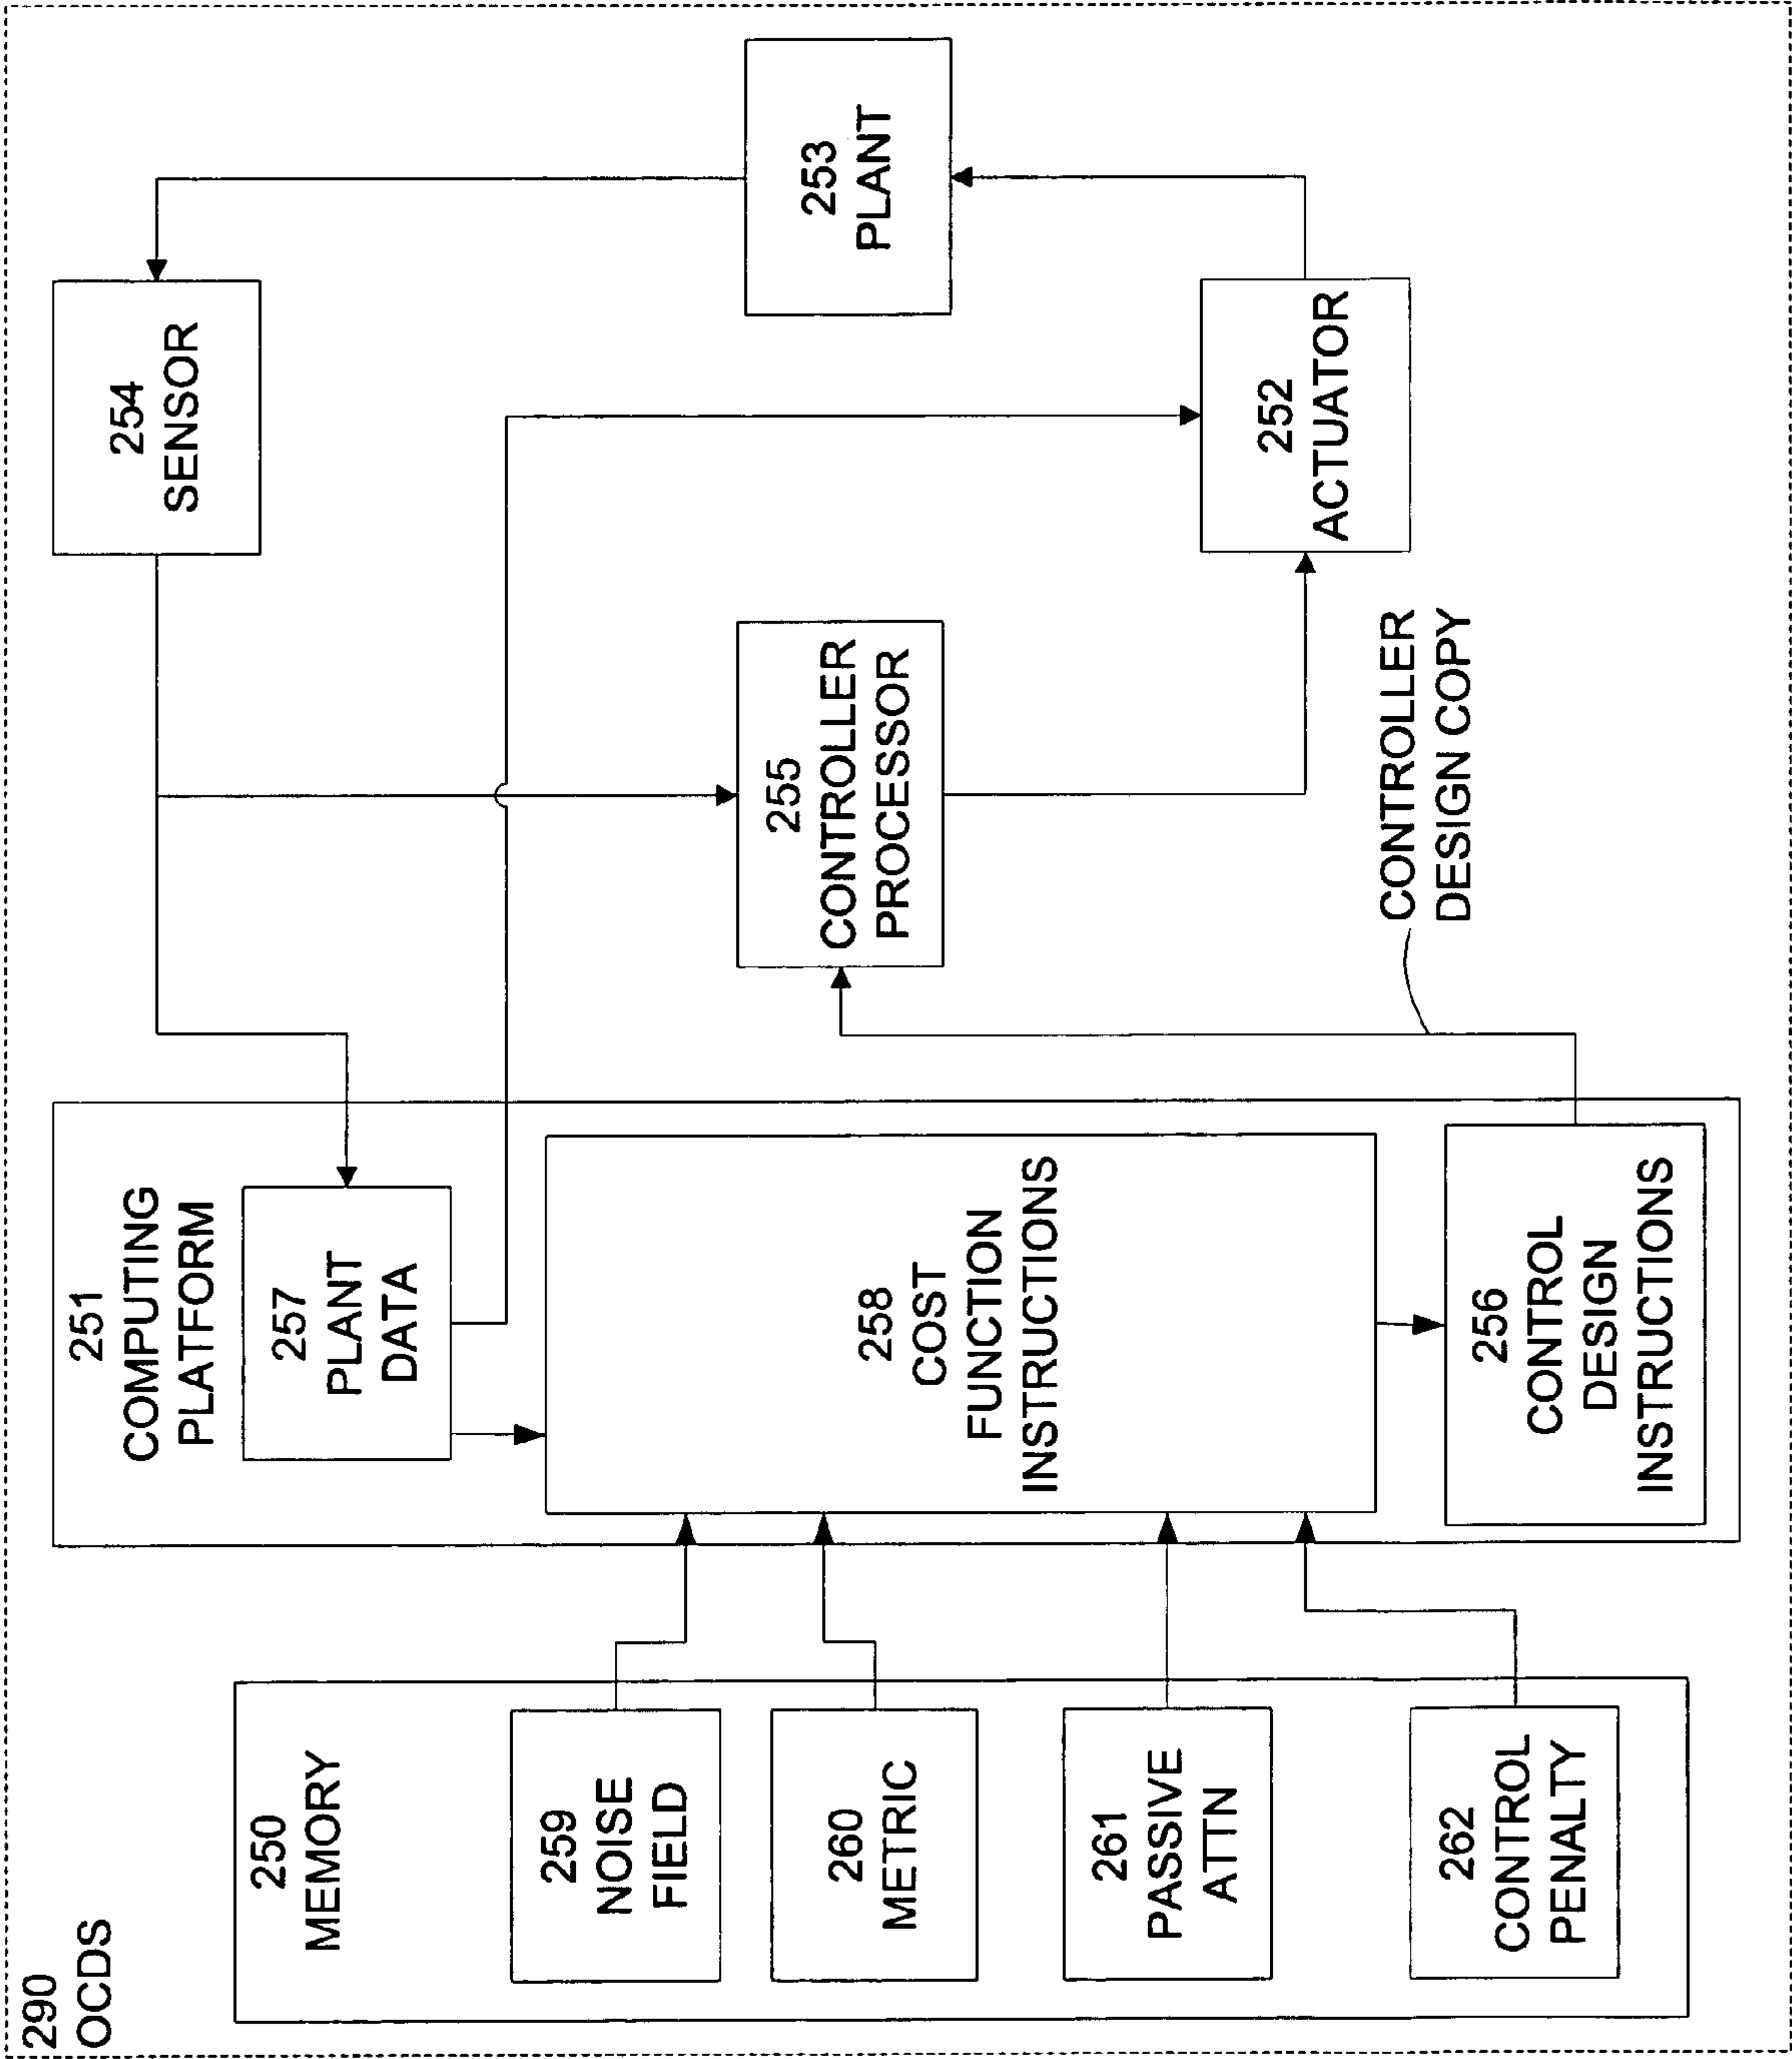 290
OCDS
250
MEMORY
259
NOISE
FIELD
260
METRIC
261
PASSIVE
ATTN
262
CONTROL
PENALTY
251
COMPUTING
PLATFORM
257
PLANT
DATA
258
COST
FUNCTION
INSTRUCTIONS
256
CONTROL
DESIGN
INSTRUCTIONS
254
SENSOR
255
CONTROLLER
PROCESSOR
253
PLANT
252
ACTUATOR
CONTROLLER
DESIGN COPY